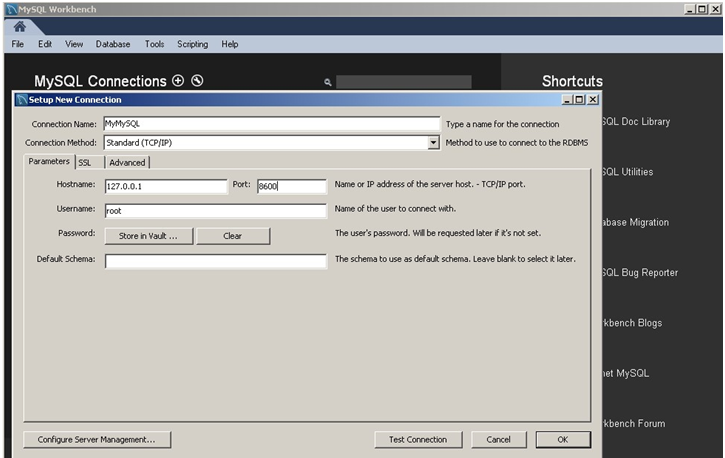 MySQL Workbench
File Edit View Database Tools Scripting Help
MySQL Connections
Shortcuts
Setup New Connection
Connection Name: MyMySQL Type a name for the connection
SQL Doc Library
Connection Method: Standard (TCP/IP) Method to use to connect to the RDBMS
Parameters SSL Advanced
SQL Utilities
Hostname: 127.0.0.1 Port: 8600 Name or IP address of the server host. - TCP/IP port.
Username: root Name of the user to connect with.
abase Migration
Password: Store in Vault ... Clear The user's password. Will be requested later if it's not set.
Default Schema: The schema to use as default schema. Leave blank to select it later.
SQL Bug Reporter
kbench Blogs
net MySQL
kbench Forum
Configure Server Management... Test Connection Cancel OK